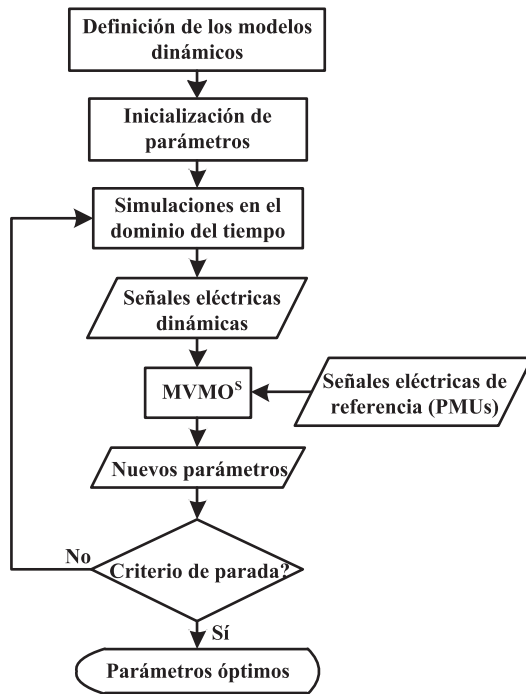 Definición de los modelos
dinámicos
Inicialización de
parámetros
Simulaciones en el
dominio del tiempo
Señales eléctricas
dinámicas
MVMOS
Señales eléctricas de
referencia (PMUs)
Nuevos parámetros
No
Criterio de parada?
Sí
Parámetros óptimos